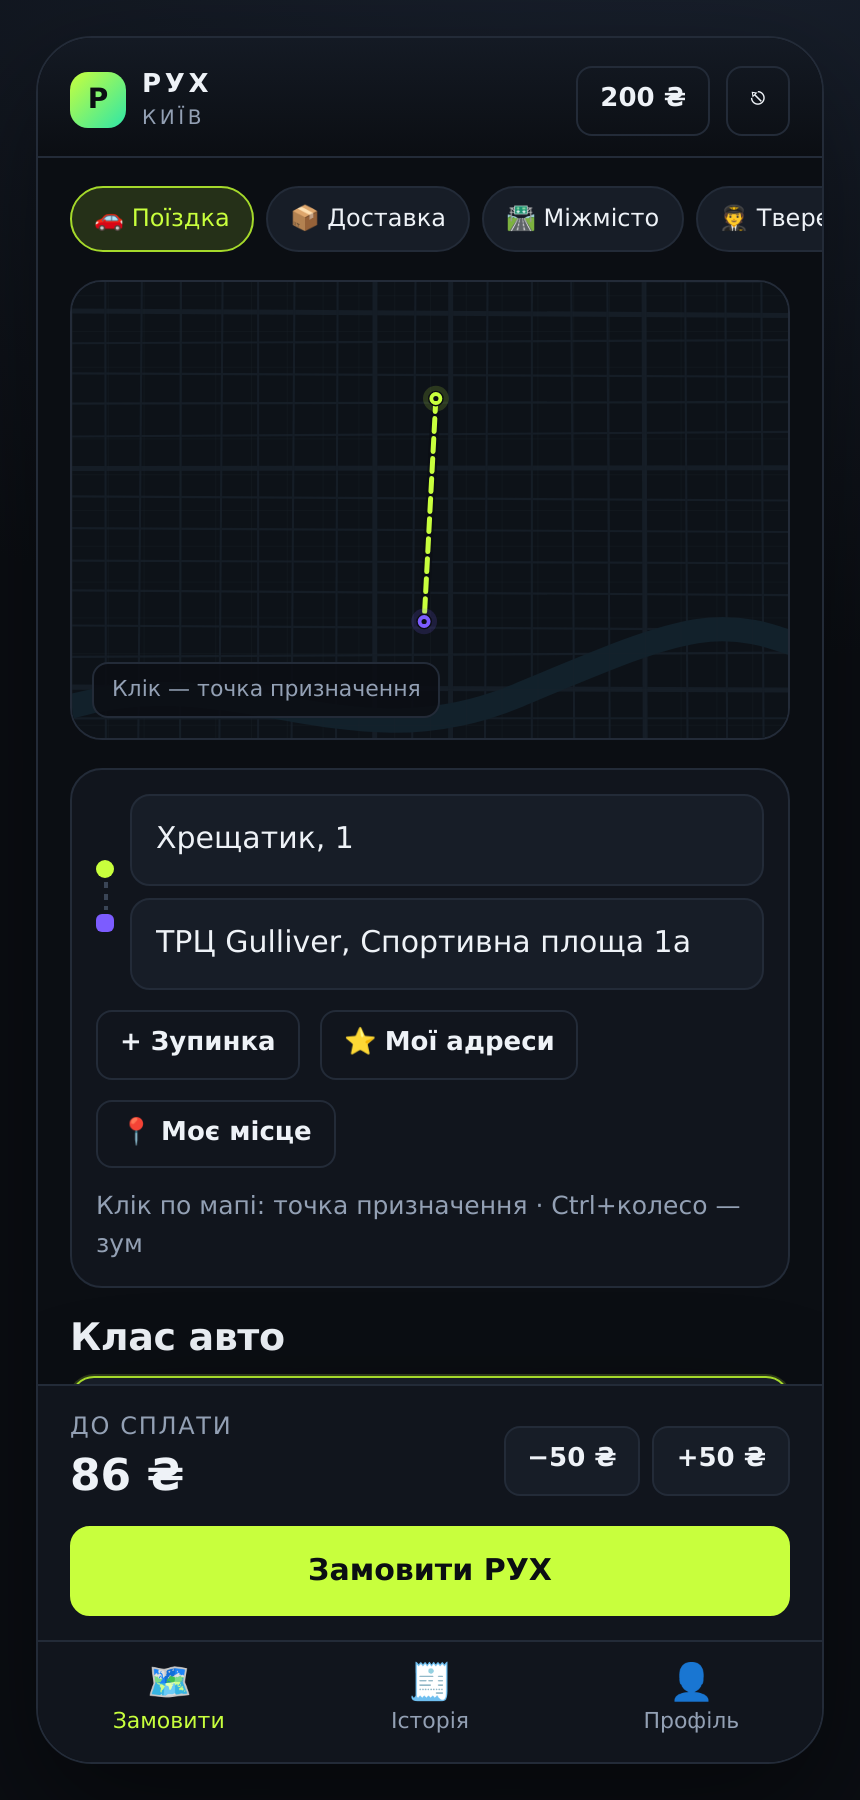 Р
РУХ
КИЇВ
200 ₴
Поїздка
Доставка
Міжмісто
Твере
Клік — точка призначення
Хрещатик, 1
ТРЦ Gulliver, Спортивна площа 1а
+ Зупинка
Мої адреси
Моє місце
Клік по мапі: точка призначення · Ctrl+колесо —
зум
Клас авто
ДО СПЛАТИ
86 ₴
−50 ₴
+50 ₴
Замовити РУХ
Замовити
Історія
Профіль